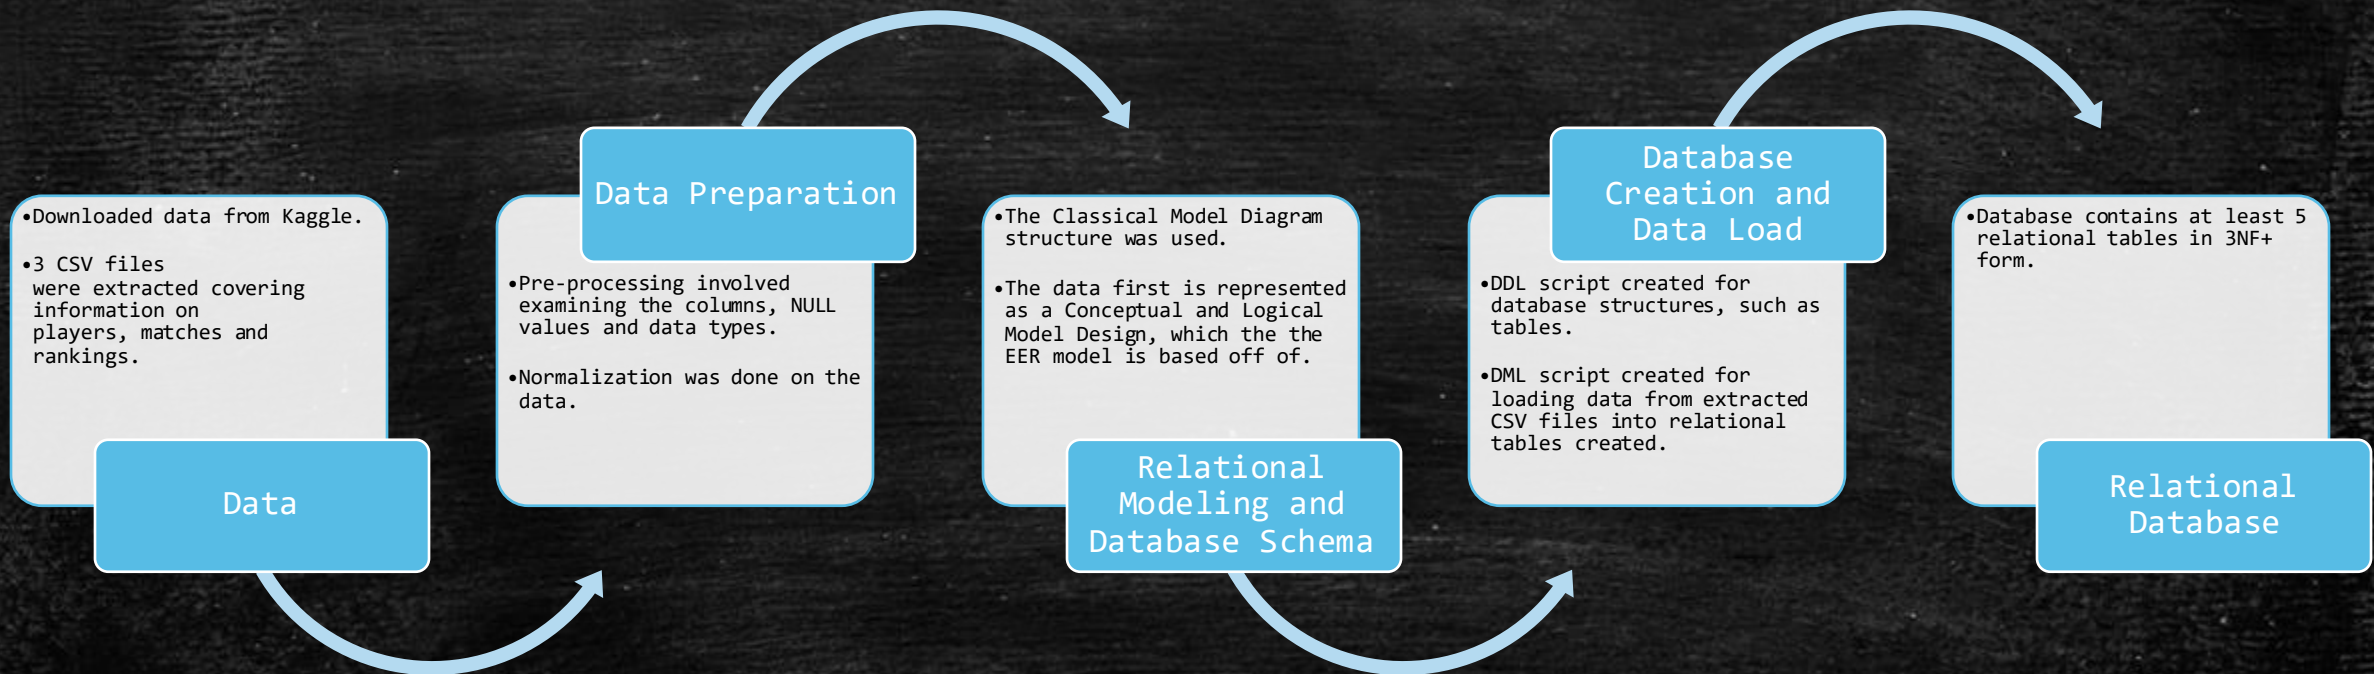 •Downloaded data from Kaggle.
•3 CSV files
were extracted covering
information on
players, matches and
rankings.
Data
Data Preparation
•Pre-processing involved
examining the columns, NULL
values and data types.
•Normalization was done on the
data.
•The Classical Model Diagram
structure was used.
•The data first is represented
as a Conceptual and Logical
Model Design, which the the
EER model is based off of.
Relational
Modeling and
Database Schema
Database
Creation and
Data Load
•DDL script created for
database structures, such as
tables.
•DML script created for
loading data from extracted
CSV files into relational
tables created.
•Database contains at least 5
relational tables in 3NF+
form.
Relational
Database